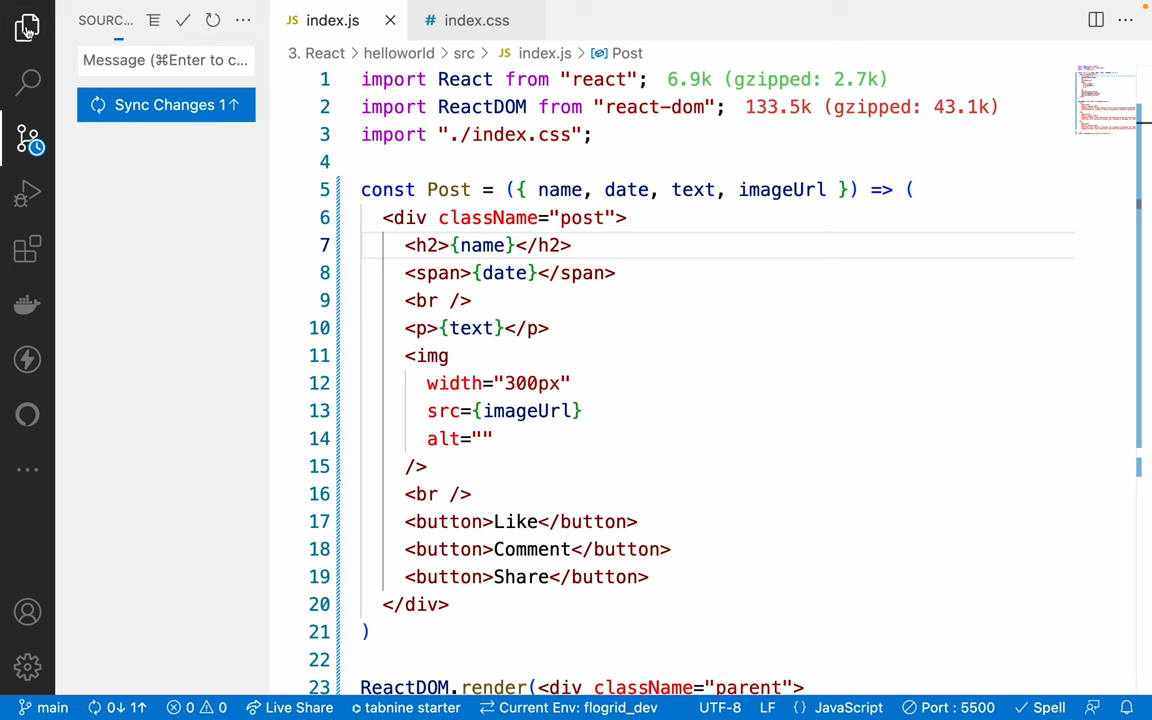 SOURC...
Message (⌘Enter to c...
Sync Changes 1↑
JS index.js
# index.css
3. React > helloworld > src > JS index.js > Post
1 import React from "react"; 6.9k (gzipped: 2.7k)
2 import ReactDOM from "react-dom"; 133.5k (gzipped: 43.1k)
3 import "./index.css";
4
5 const Post = ({ name, date, text, imageUrl }) => (
6 <div className="post">
7 <h2>{name}</h2>
8 <span>{date}</span>
9 <br />
10 <p>{text}</p>
11 <img
12 width="300px"
13 src={imageUrl}
14 alt=""
15 />
16 <br />
17 <button>Like</button>
18 <button>Comment</button>
19 <button>Share</button>
20 </div>
21 )
22
23 ReactDOM.render(<div className="parent">
main 0↓ 1↑ 0 0 Live Share tabnine starter Current Env: flogrid_dev UTF-8 LF {} JavaScript Port : 5500 Spell